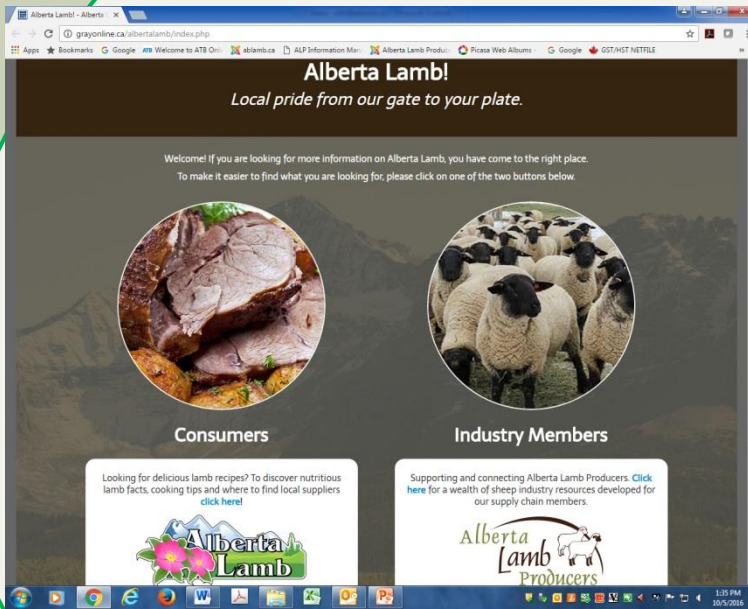 Alberta Lamb! - Alberta L
grayonline.ca/albertalamb/index.php
Apps Bookmarks G Google ATB Welcome to ATB Onli ablamb.ca ALP Information Man Alberta Lamb Produc Picasa Web Albums - G Google GST/HST NETFILE
Alberta Lamb!
Local pride from our gate to your plate.
Welcome! If you are looking for more information on Alberta Lamb, you have come to the right place.
To make it easier to find what you are looking for, please click on one of the two buttons below.
Consumers
Industry Members
Looking for delicious lamb recipes? To discover nutritious
lamb facts, cooking tips and where to find local suppliers
click here!
Alberta
Lamb
Supporting and connecting Alberta Lamb Producers. Click
here for a wealth of sheep industry resources developed for
our supply chain members.
Alberta
Lamb
Producers
1:35 PM
10/5/2016